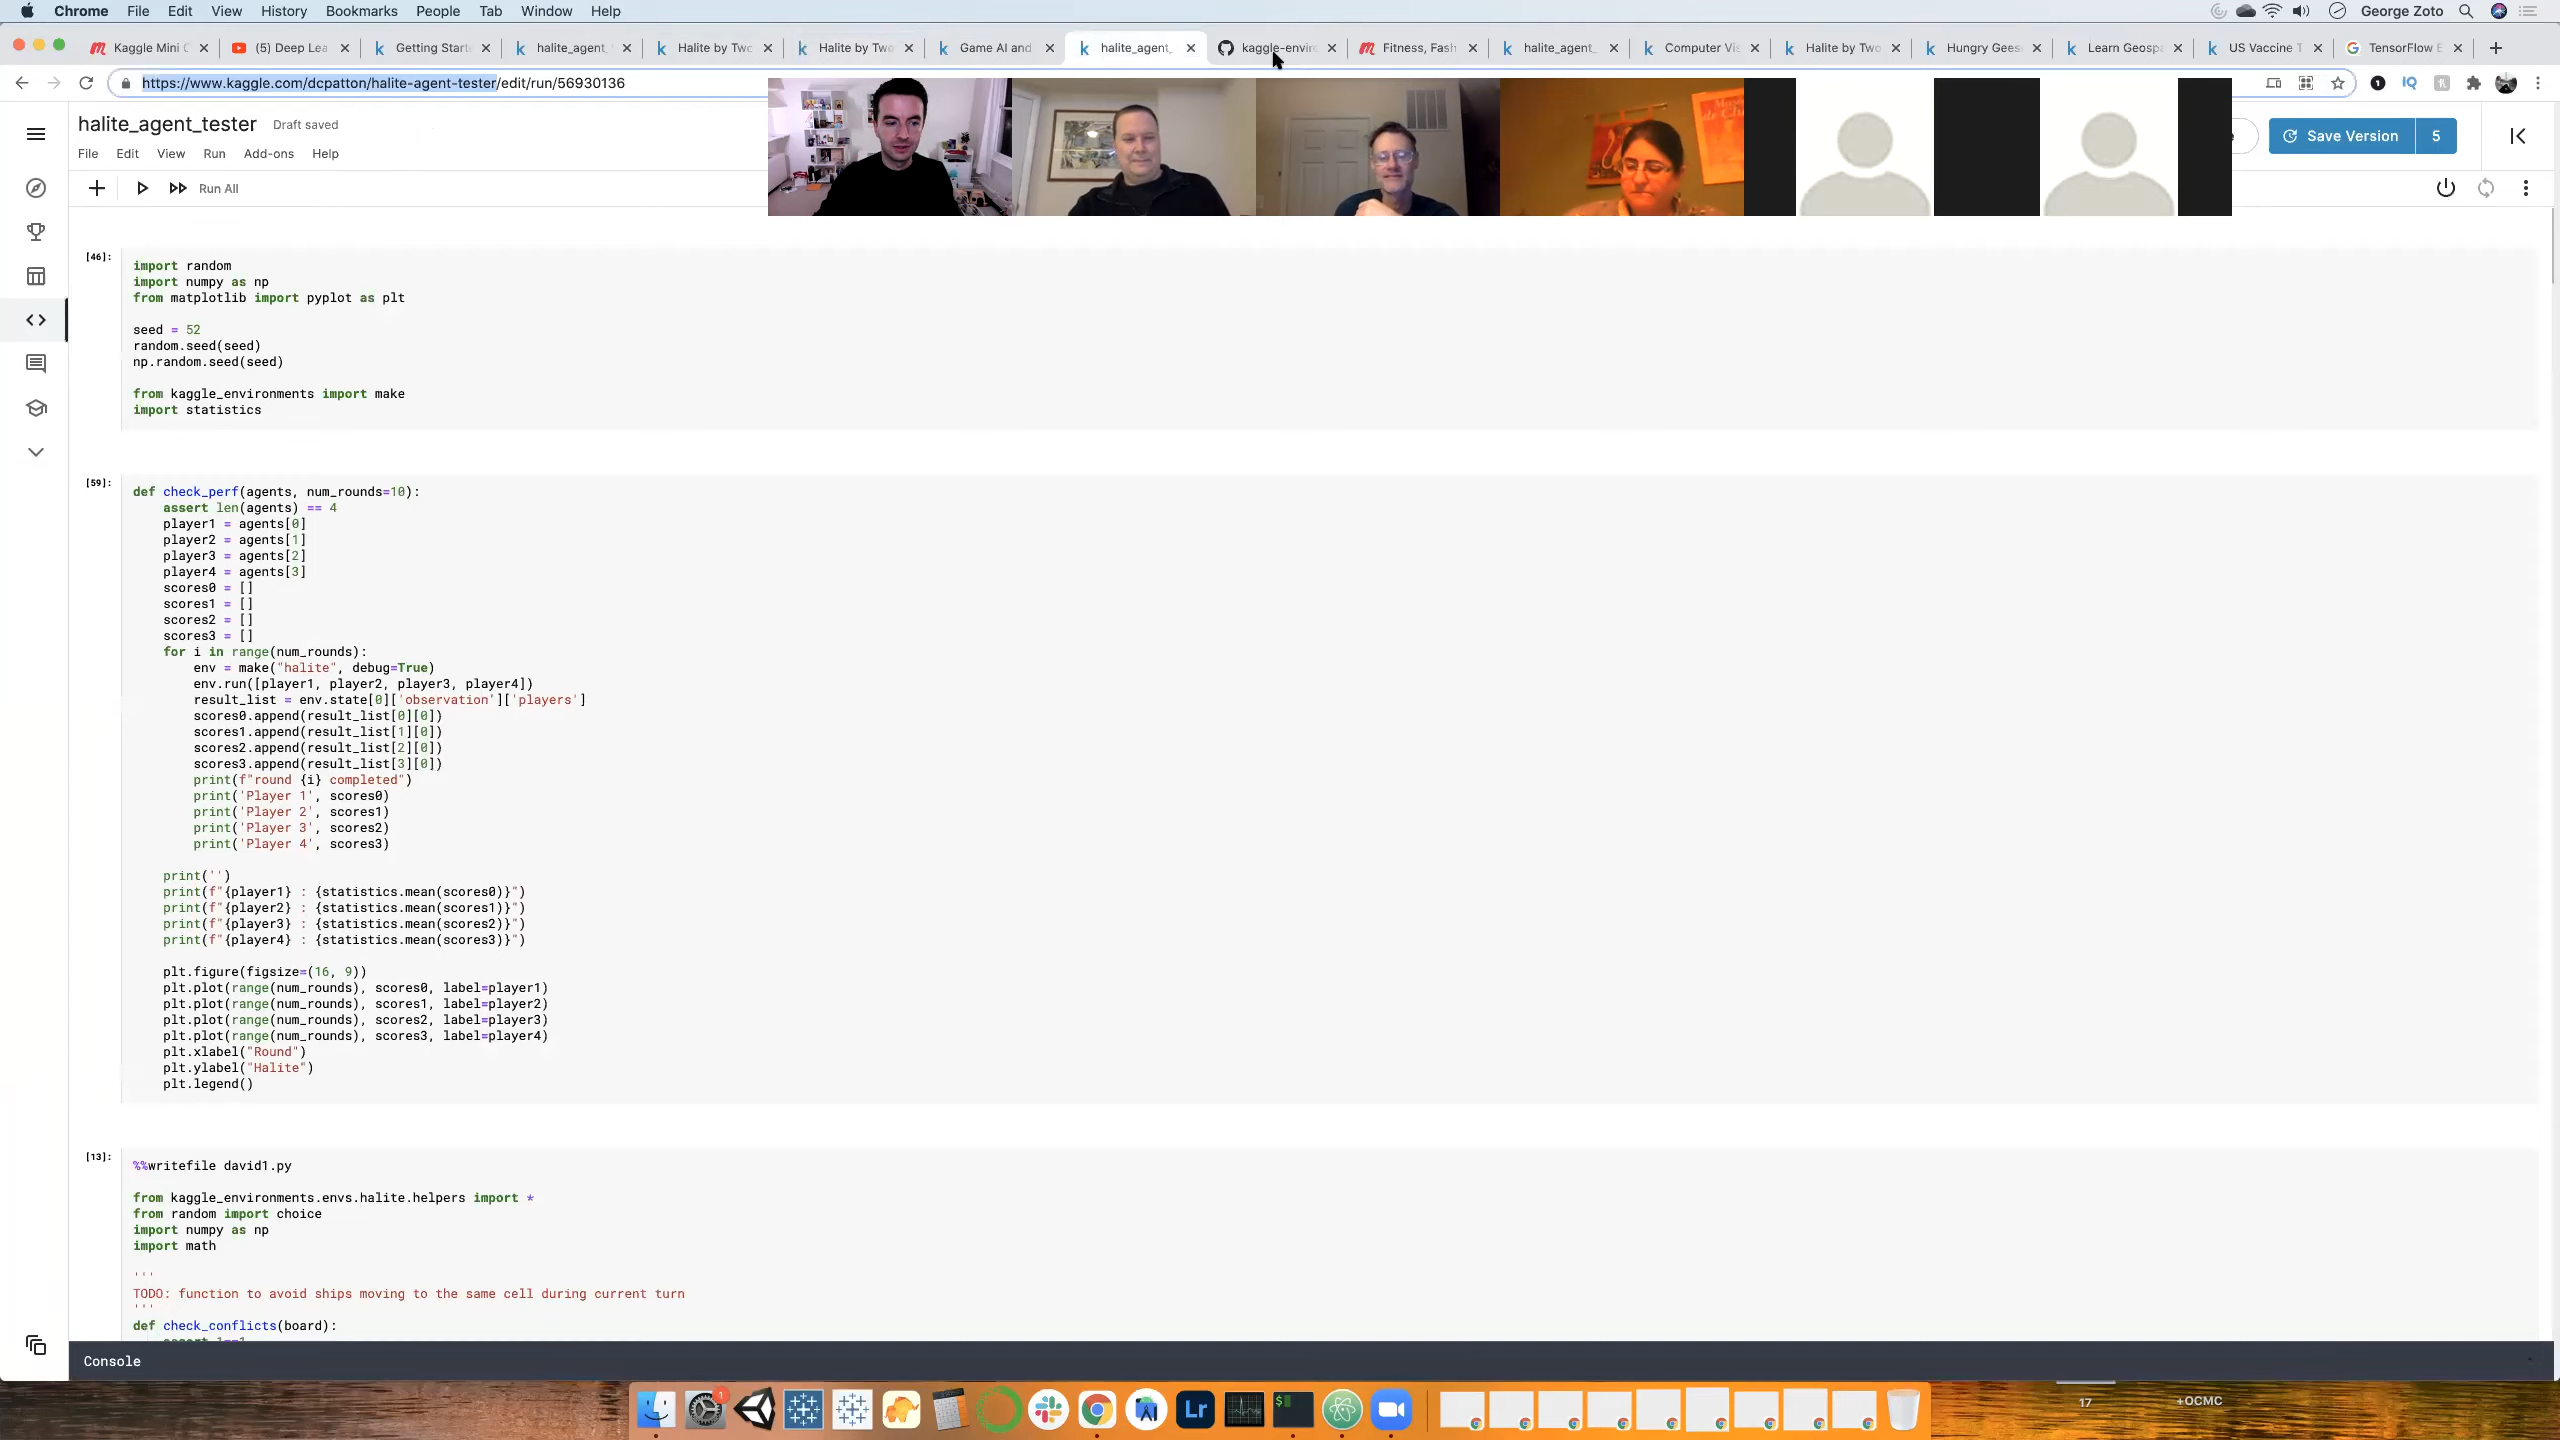 Chrome File Edit View History Bookmarks People Tab Window Help George Zoto
Kaggle Mini C (5) Deep Lea Getting Start halite_agent_ Halite by Two Halite by Two Game AI and halite_agent_ kaggle-enviro Fitness, Fash halite_agent_ Computer Vis Halite by Two Hungry Geese Learn Geospa US Vaccine T TensorFlow E
https://www.kaggle.com/dcpatton/halite-agent-tester/edit/run/56930136
halite_agent_tester Draft saved
Save Version 5
File Edit View Run Add-ons Help
Run All
[46]:
import random
import numpy as np
from matplotlib import pyplot as plt
seed = 52
random.seed(seed)
np.random.seed(seed)
from kaggle_environments import make
import statistics
[59]:
def check_perf(agents, num_rounds=10):
assert len(agents) == 4
player1 = agents[0]
player2 = agents[1]
player3 = agents[2]
player4 = agents[3]
scores0 = []
scores1 = []
scores2 = []
scores3 = []
for i in range(num_rounds):
env = make("halite", debug=True)
env.run([player1, player2, player3, player4])
result_list = env.state[0]['observation']['players']
scores0.append(result_list[0][0])
scores1.append(result_list[1][0])
scores2.append(result_list[2][0])
scores3.append(result_list[3][0])
print(f"round {i} completed")
print('Player 1', scores0)
print('Player 2', scores1)
print('Player 3', scores2)
print('Player 4', scores3)
print('')
print(f"{player1} : {statistics.mean(scores0)}")
print(f"{player2} : {statistics.mean(scores1)}")
print(f"{player3} : {statistics.mean(scores2)}")
print(f"{player4} : {statistics.mean(scores3)}")
plt.figure(figsize=(16, 9))
plt.plot(range(num_rounds), scores0, label=player1)
plt.plot(range(num_rounds), scores1, label=player2)
plt.plot(range(num_rounds), scores2, label=player3)
plt.plot(range(num_rounds), scores3, label=player4)
plt.xlabel("Round")
plt.ylabel("Halite")
plt.legend()
[13]:
%%writefile david1.py
from kaggle_environments.envs.halite.helpers import *
from random import choice
import numpy as np
import math
'''
TODO: function to avoid ships moving to the same cell during current turn
'''
def check_conflicts(board):
Console
1
Lr
17 +OCMC